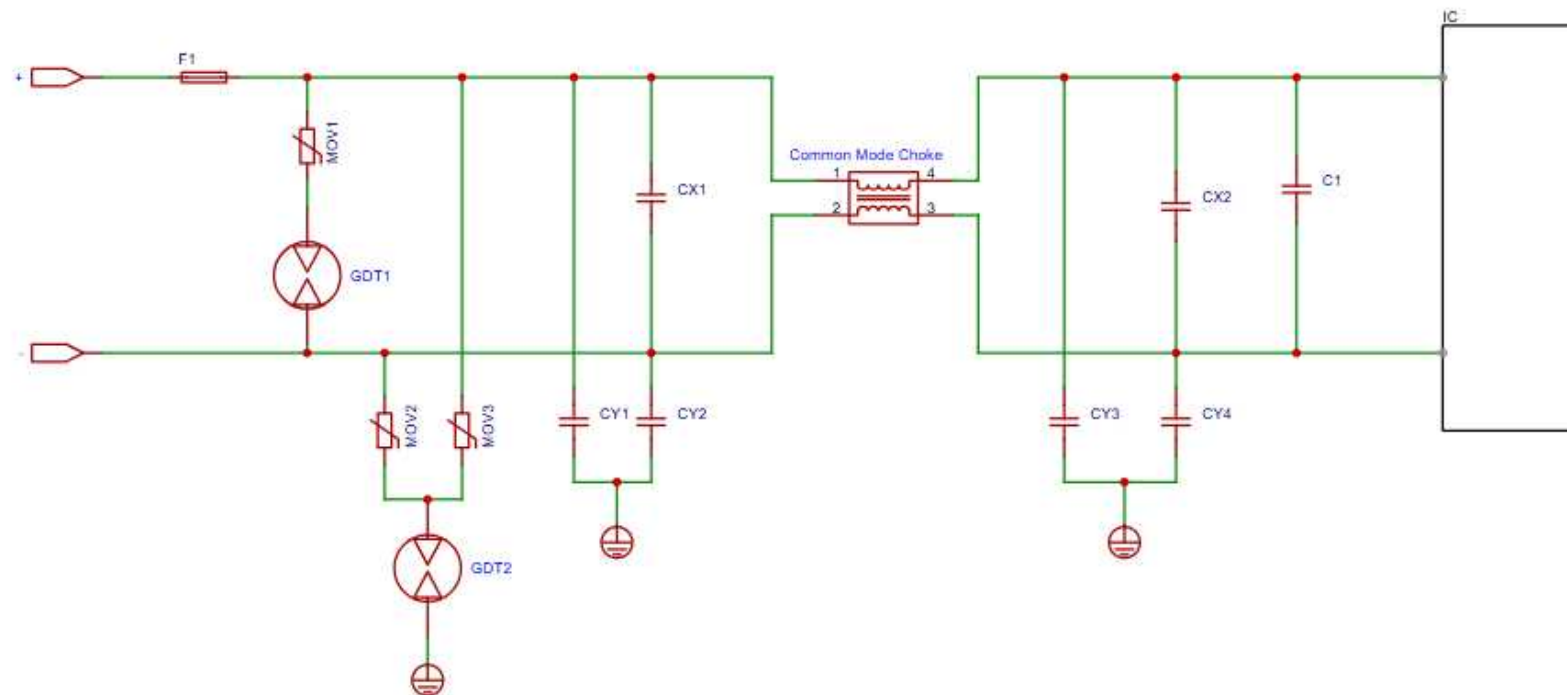 IC
F1
+
MOV1
Common Mode Choke
1
4
CX1
C1
CX2
2
3
GDT1
-
MOV2
MOV3
CY1
CY2
CY3
CY4
GDT2